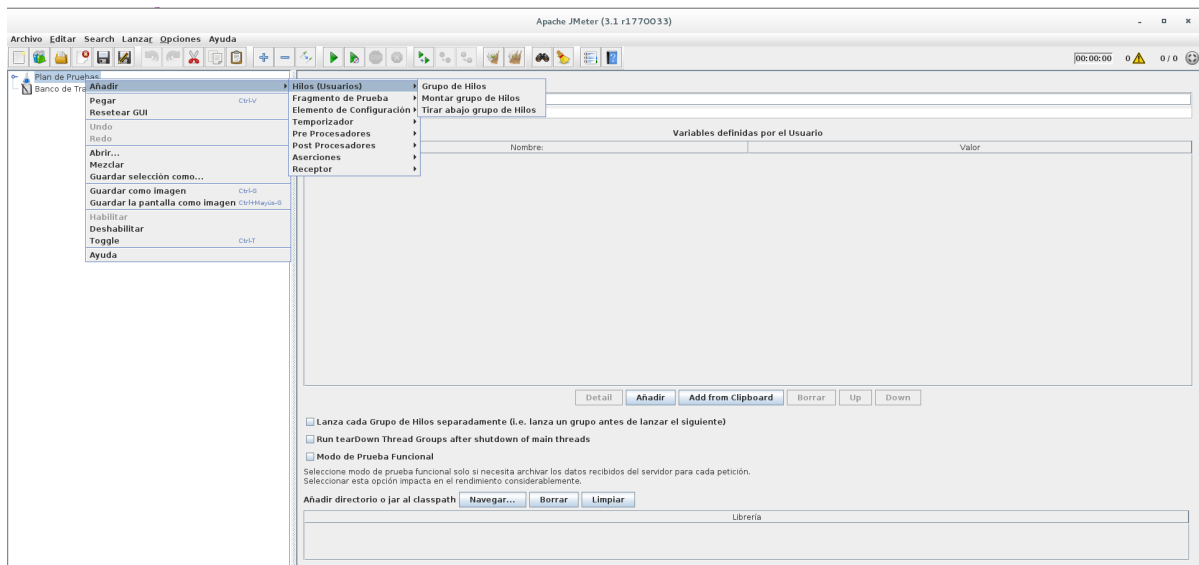 Apache JMeter (3.1 r1770033)
Archivo Editar Search Lanzar Opciones Ayuda
00:00:00 0 0 / 0
Plan de Pruebas
Banco de Tra
Añadir
Pegar Ctrl-V
Resetear GUI
Undo
Redo
Abrir...
Mezclar
Guardar selección como...
Guardar como imagen Ctrl-G
Guardar la pantalla como imagen Ctrl+Mayús-G
Habilitar
Deshabilitar
Toggle Ctrl-T
Ayuda
Hilos (Usuarios)
Fragmento de Prueba
Elemento de Configuración
Temporizador
Pre Procesadores
Post Procesadores
Aserciones
Receptor
Grupo de Hilos
Montar grupo de Hilos
Tirar abajo grupo de Hilos
Variables definidas por el Usuario
Nombre: Valor
Detail Añadir Add from Clipboard Borrar Up Down
Lanza cada Grupo de Hilos separadamente (i.e. lanza un grupo antes de lanzar el siguiente)
Run tearDown Thread Groups after shutdown of main threads
Modo de Prueba Funcional
Seleccione modo de prueba funcional solo si necesita archivar los datos recibidos del servidor para cada petición.
Seleccionar esta opción impacta en el rendimiento considerablemente.
Añadir directorio o jar al classpath Navegar... Borrar Limpiar
Librería